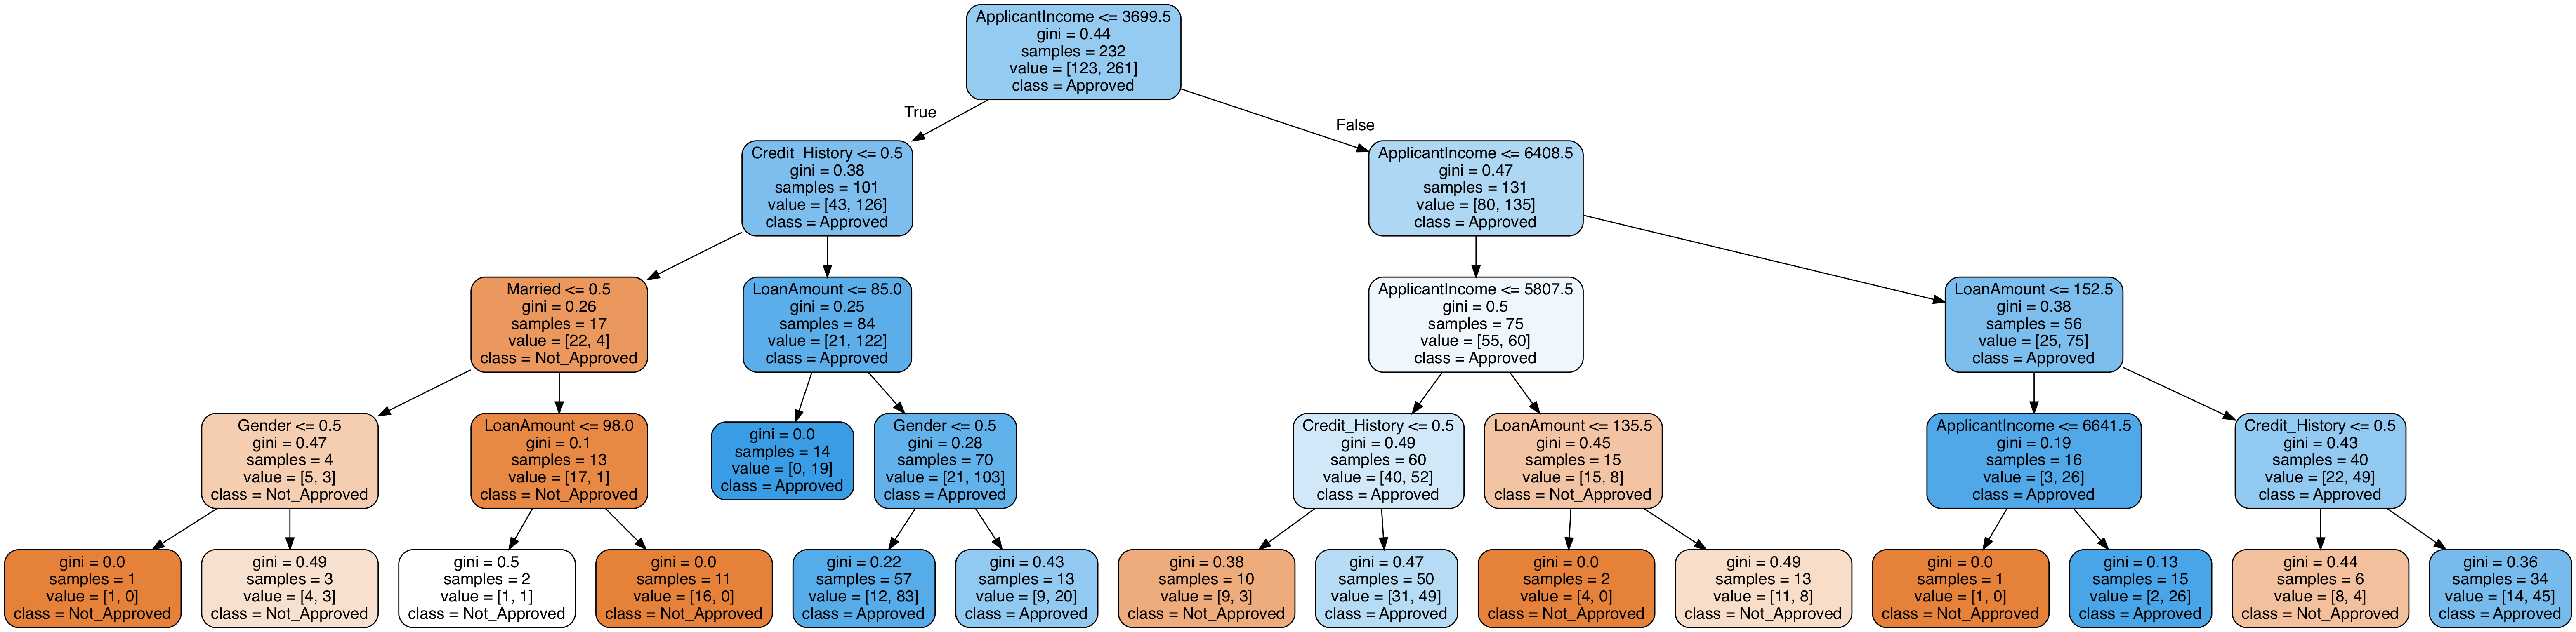 ApplicantIncome <= 3699.5
gini = 0.44
samples = 232
value = [123, 261]
class = Approved
True
False
Credit_History <= 0.5
gini = 0.38
samples = 101
value = [43, 126]
class = Approved
ApplicantIncome <= 6408.5
gini = 0.47
samples = 131
value = [80, 135]
class = Approved
Married <= 0.5
gini = 0.26
samples = 17
value = [22, 4]
class = Not_Approved
LoanAmount <= 85.0
gini = 0.25
samples = 84
value = [21, 122]
class = Approved
ApplicantIncome <= 5807.5
gini = 0.5
samples = 75
value = [55, 60]
class = Approved
LoanAmount <= 152.5
gini = 0.38
samples = 56
value = [25, 75]
class = Approved
Gender <= 0.5
gini = 0.47
samples = 4
value = [5, 3]
class = Not_Approved
LoanAmount <= 98.0
gini = 0.1
samples = 13
value = [17, 1]
class = Not_Approved
gini = 0.0
samples = 14
value = [0, 19]
class = Approved
Gender <= 0.5
gini = 0.28
samples = 70
value = [21, 103]
class = Approved
Credit_History <= 0.5
gini = 0.49
samples = 60
value = [40, 52]
class = Approved
LoanAmount <= 135.5
gini = 0.45
samples = 15
value = [15, 8]
class = Not_Approved
ApplicantIncome <= 6641.5
gini = 0.19
samples = 16
value = [3, 26]
class = Approved
Credit_History <= 0.5
gini = 0.43
samples = 40
value = [22, 49]
class = Approved
gini = 0.0
samples = 1
value = [1, 0]
class = Not_Approved
gini = 0.49
samples = 3
value = [4, 3]
class = Not_Approved
gini = 0.5
samples = 2
value = [1, 1]
class = Not_Approved
gini = 0.0
samples = 11
value = [16, 0]
class = Not_Approved
gini = 0.22
samples = 57
value = [12, 83]
class = Approved
gini = 0.43
samples = 13
value = [9, 20]
class = Approved
gini = 0.38
samples = 10
value = [9, 3]
class = Not_Approved
gini = 0.47
samples = 50
value = [31, 49]
class = Approved
gini = 0.0
samples = 2
value = [4, 0]
class = Not_Approved
gini = 0.49
samples = 13
value = [11, 8]
class = Not_Approved
gini = 0.0
samples = 1
value = [1, 0]
class = Not_Approved
gini = 0.13
samples = 15
value = [2, 26]
class = Approved
gini = 0.44
samples = 6
value = [8, 4]
class = Not_Approved
gini = 0.36
samples = 34
value = [14, 45]
class = Approved